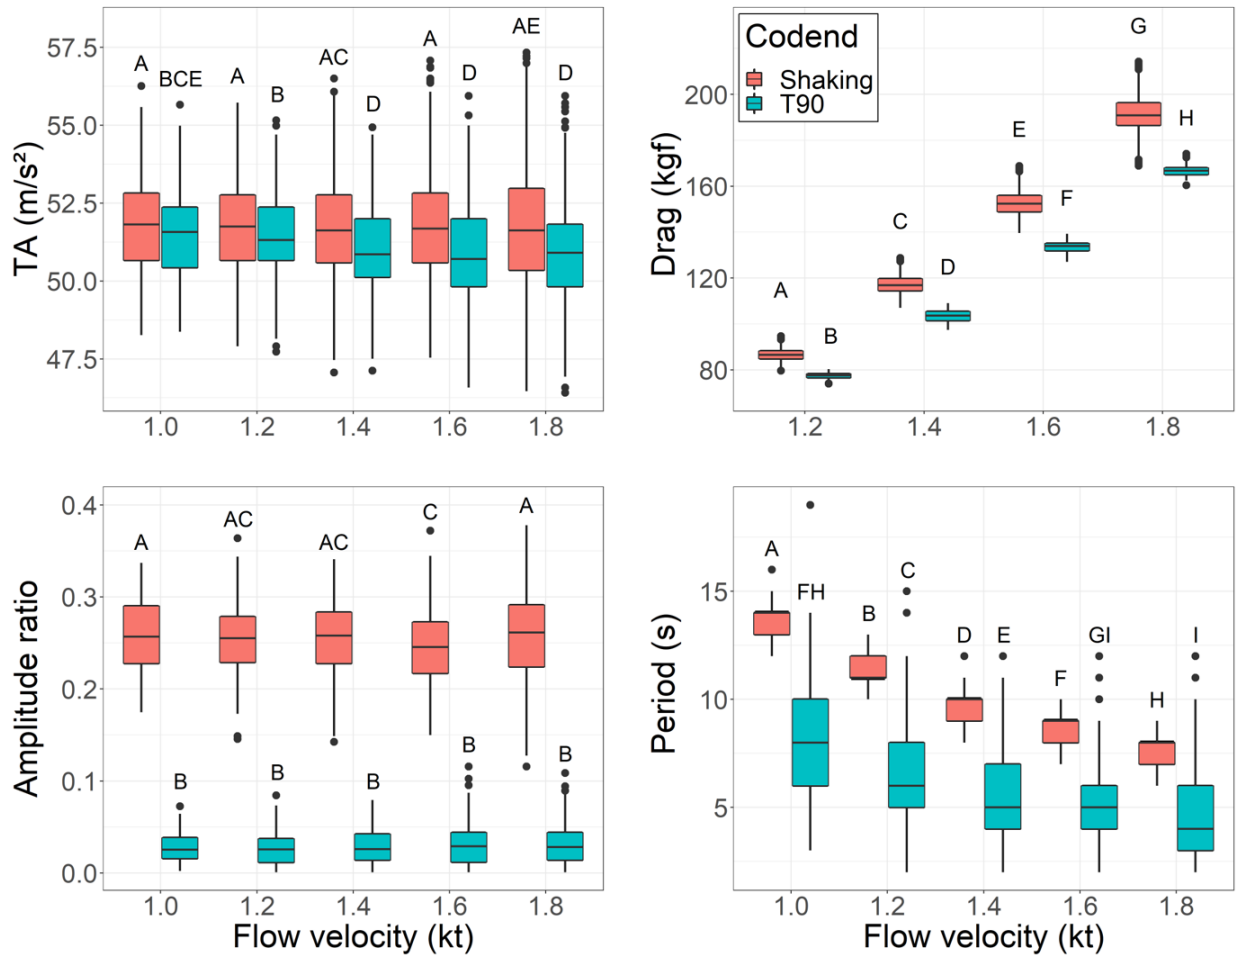 TA (m/s²)
57.5
55.0
52.5
50.0
47.5
A
BCE
A
B
AC
D
A
D
AE
D
1.0
1.2
1.4
1.6
1.8
Drag (kgf)
200
160
120
80
Codend
Shaking
T90
A
B
C
D
E
F
G
H
1.2
1.4
1.6
1.8
Amplitude ratio
0.4
0.3
0.2
0.1
0.0
A
B
AC
B
AC
B
C
B
A
B
1.0
1.2
1.4
1.6
1.8
Flow velocity (kt)
Period (s)
15
10
5
A
FH
B
C
D
E
F
GI
H
I
1.0
1.2
1.4
1.6
1.8
Flow velocity (kt)